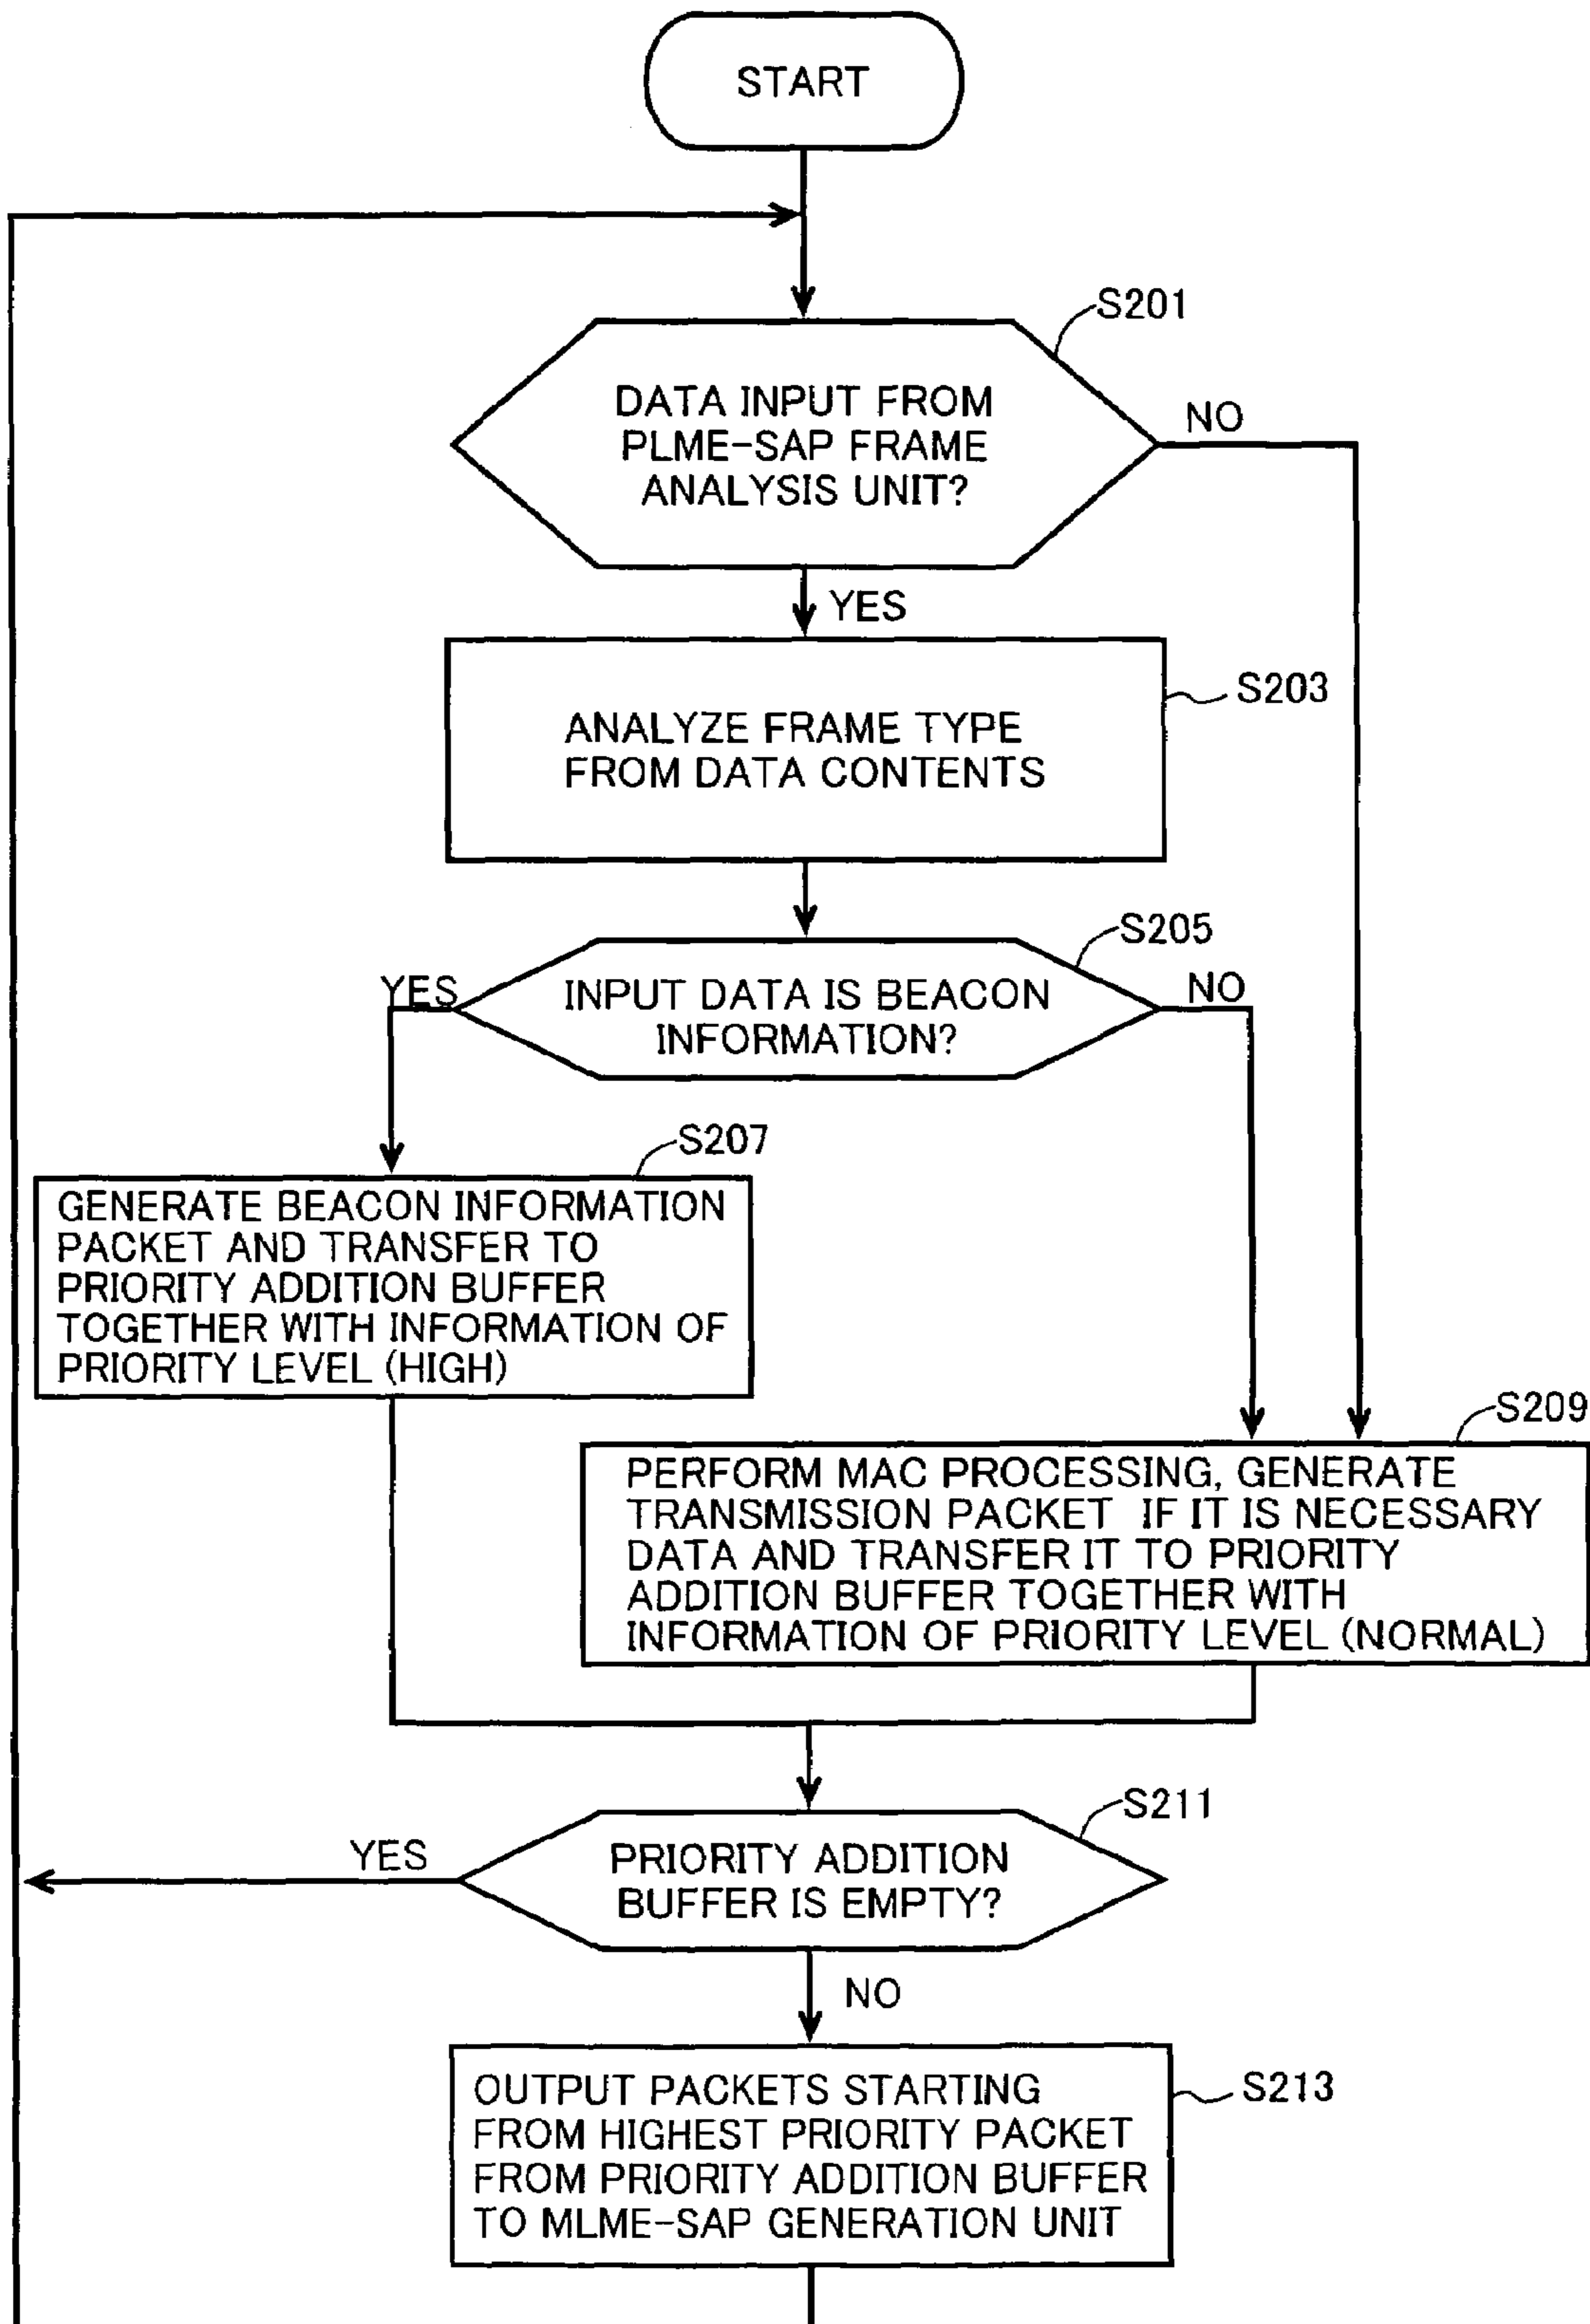 START
S201
DATA INPUT FROM
PLME-SAP FRAME
ANALYSIS UNIT?
NO
YES
S203
ANALYZE FRAME TYPE
FROM DATA CONTENTS
S205
YES
INPUT DATA IS BEACON
INFORMATION?
NO
S207
GENERATE BEACON INFORMATION
PACKET AND TRANSFER TO
PRIORITY ADDITION BUFFER
TOGETHER WITH INFORMATION OF
PRIORITY LEVEL (HIGH)
S209
PERFORM MAC PROCESSING, GENERATE
TRANSMISSION PACKET IF IT IS NECESSARY
DATA AND TRANSFER IT TO PRIORITY
ADDITION BUFFER TOGETHER WITH
INFORMATION OF PRIORITY LEVEL (NORMAL)
S211
YES
PRIORITY ADDITION
BUFFER IS EMPTY?
NO
S213
OUTPUT PACKETS STARTING
FROM HIGHEST PRIORITY PACKET
FROM PRIORITY ADDITION BUFFER
TO MLME-SAP GENERATION UNIT